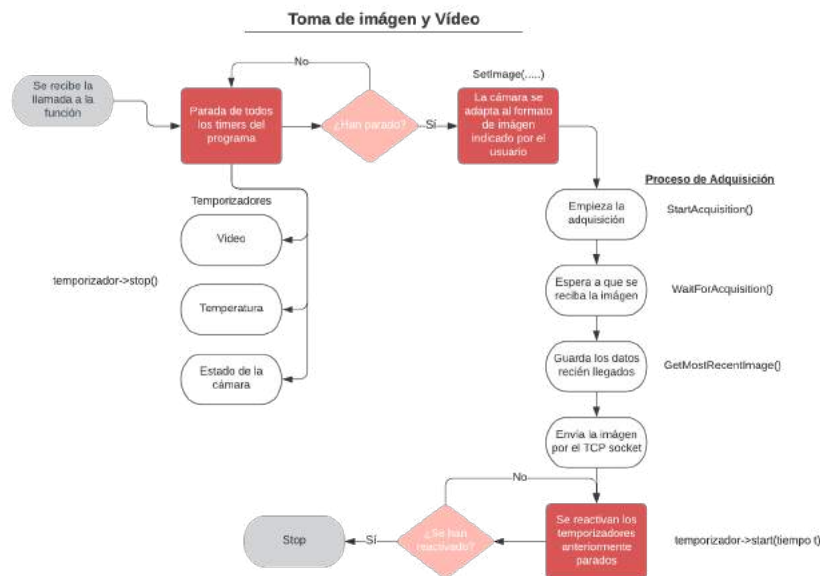 Toma de imágen y Vídeo
Se recibe la
llamada a la
función
No
Parada de todos
los timers del
programa
¿Han parado?
Sí
SetImage(.....)
La cámara se
adapta al formato
de imágen
indicado por el
usuario
Proceso de Adquisición
Empieza la
adquisición
StartAcquisition()
Temporizadores
Vídeo
temporizador->stop()
Espera a que se
reciba la imágen
WaitForAcquisition()
Temperatura
Guarda los datos
recién llegados
GetMostRecentImage()
Estado de la
cámara
Envía la imágen
por el TCP socket
No
Se reactivan los
temporizadores
anteriormente
parados
temporizador->start(tiempo t)
¿Se han
reactivado?
Sí
Stop